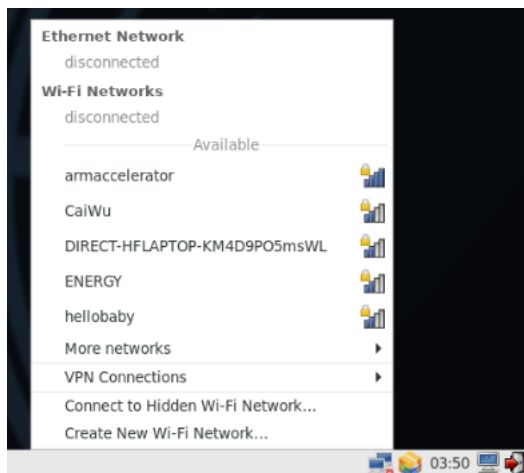 Ethernet Network
disconnected
Wi-Fi Networks
disconnected
Available
armaccelerator
CaiWu
DIRECT-HFLAPTOP-KM4D9PO5msWL
ENERGY
hellobaby
More networks
VPN Connections
Connect to Hidden Wi-Fi Network...
Create New Wi-Fi Network...
03:50